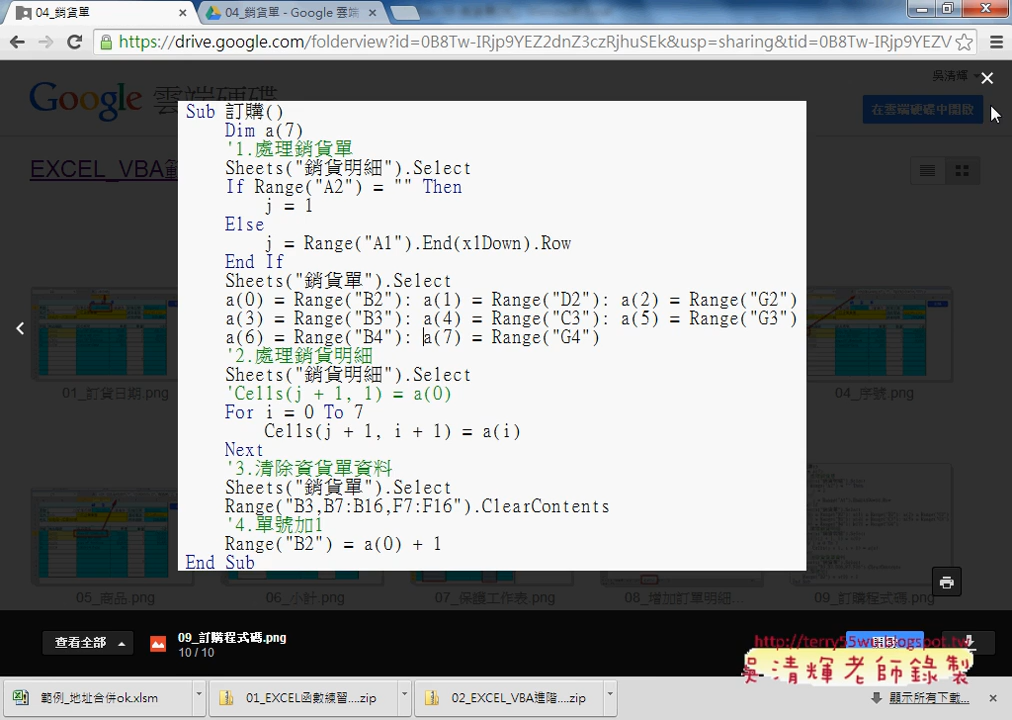 04_銷貨單
04_銷貨單 - Google 雲端
https://drive.google.com/folderview?id=0B8Tw-IRjp9YEZ2dnZ3czRjhuSEk&usp=sharing&tid=0B8Tw-IRjp9YEZV
吳清輝
Google 雲端硬碟
在雲端硬碟中開啟
EXCEL_VBA範
Sub 訂購()
Dim a(7)
'1.處理銷貨單
Sheets("銷貨明細").Select
If Range("A2") = "" Then
j = 1
Else
j = Range("A1").End(xlDown).Row
End If
Sheets("銷貨單").Select
a(0) = Range("B2"): a(1) = Range("D2"): a(2) = Range("G2")
a(3) = Range("B3"): a(4) = Range("C3"): a(5) = Range("G3")
a(6) = Range("B4"): a(7) = Range("G4")
'2.處理銷貨明細
Sheets("銷貨明細").Select
'Cells(j + 1, 1) = a(0)
For i = 0 To 7
Cells(j + 1, i + 1) = a(i)
Next
'3.清除資貨單資料
Sheets("銷貨單").Select
Range("B3,B7:B16,F7:F16").ClearContents
'4.單號加1
Range("B2") = a(0) + 1
End Sub
01_訂貨日期.png
04_序號.png
05_商品.png
06_小計.png
07_保護工作表.png
08_增加訂單明細...
09_訂購程式碼.png
查看全部
09_訂購程式碼.png
10 / 10
http://terry55wu.blogspot.tw
吳清輝老師錄製
範例_地址合併ok.xlsm
01_EXCEL函數練習....zip
02_EXCEL_VBA進階....zip
顯示所有下載...